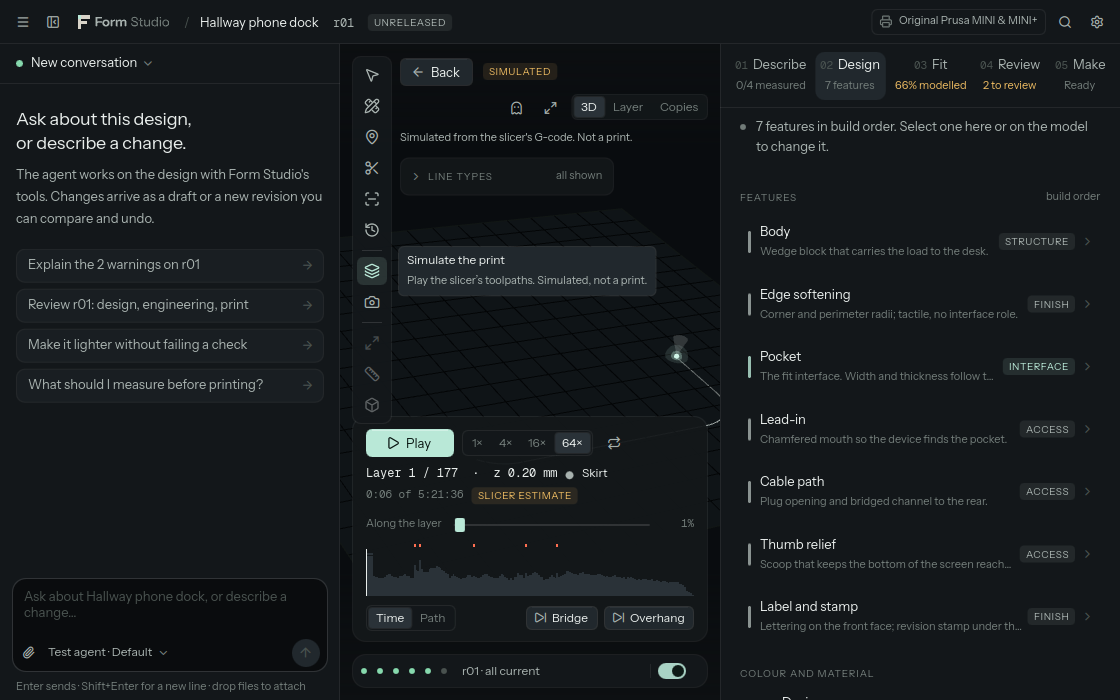 Form Studio / Hallway phone dock r01 UNRELEASED
Original Prusa MINI & MINI+
New conversation
Ask about this design,
or describe a change.
The agent works on the design with Form Studio's
tools. Changes arrive as a draft or a new revision you
can compare and undo.
Explain the 2 warnings on r01
Review r01: design, engineering, print
Make it lighter without failing a check
What should I measure before printing?
Ask about Hallway phone dock, or describe a
change…
Test agent · Default
Enter sends · Shift+Enter for a new line · drop files to attach
Back SIMULATED
3D Layer Copies
Simulated from the slicer's G-code. Not a print.
LINE TYPES all shown
Simulate the print
Play the slicer's toolpaths. Simulated, not a print.
Play 1× 4× 16× 64×
Layer 1 / 177 · z 0.20 mm Skirt
0:06 of 5:21:36 SLICER ESTIMATE
Along the layer 1%
Time Path Bridge Overhang
r01 · all current
01 Describe 02 Design 03 Fit 04 Review 05 Make
0/4 measured 7 features 66% modelled 2 to review Ready
7 features in build order. Select one here or on the model
to change it.
FEATURES build order
Body
Wedge block that carries the load to the desk. STRUCTURE
Edge softening
Corner and perimeter radii; tactile, no interface role. FINISH
Pocket
The fit interface. Width and thickness follow t… INTERFACE
Lead-in
Chamfered mouth so the device finds the pocket. ACCESS
Cable path
Plug opening and bridged channel to the rear. ACCESS
Thumb relief
Scoop that keeps the bottom of the screen reach… ACCESS
Label and stamp
Lettering on the front face; revision stamp under th… FINISH
COLOUR AND MATERIAL